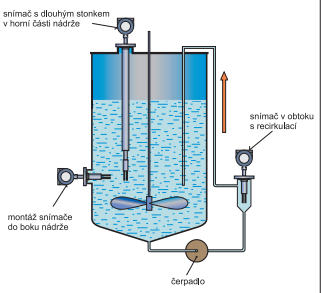 snímač s dlouhým stonkem
v horní části nádrže
snímač v obtoku
s recirkulací
montáž snímače
do boku nádrže
čerpadlo